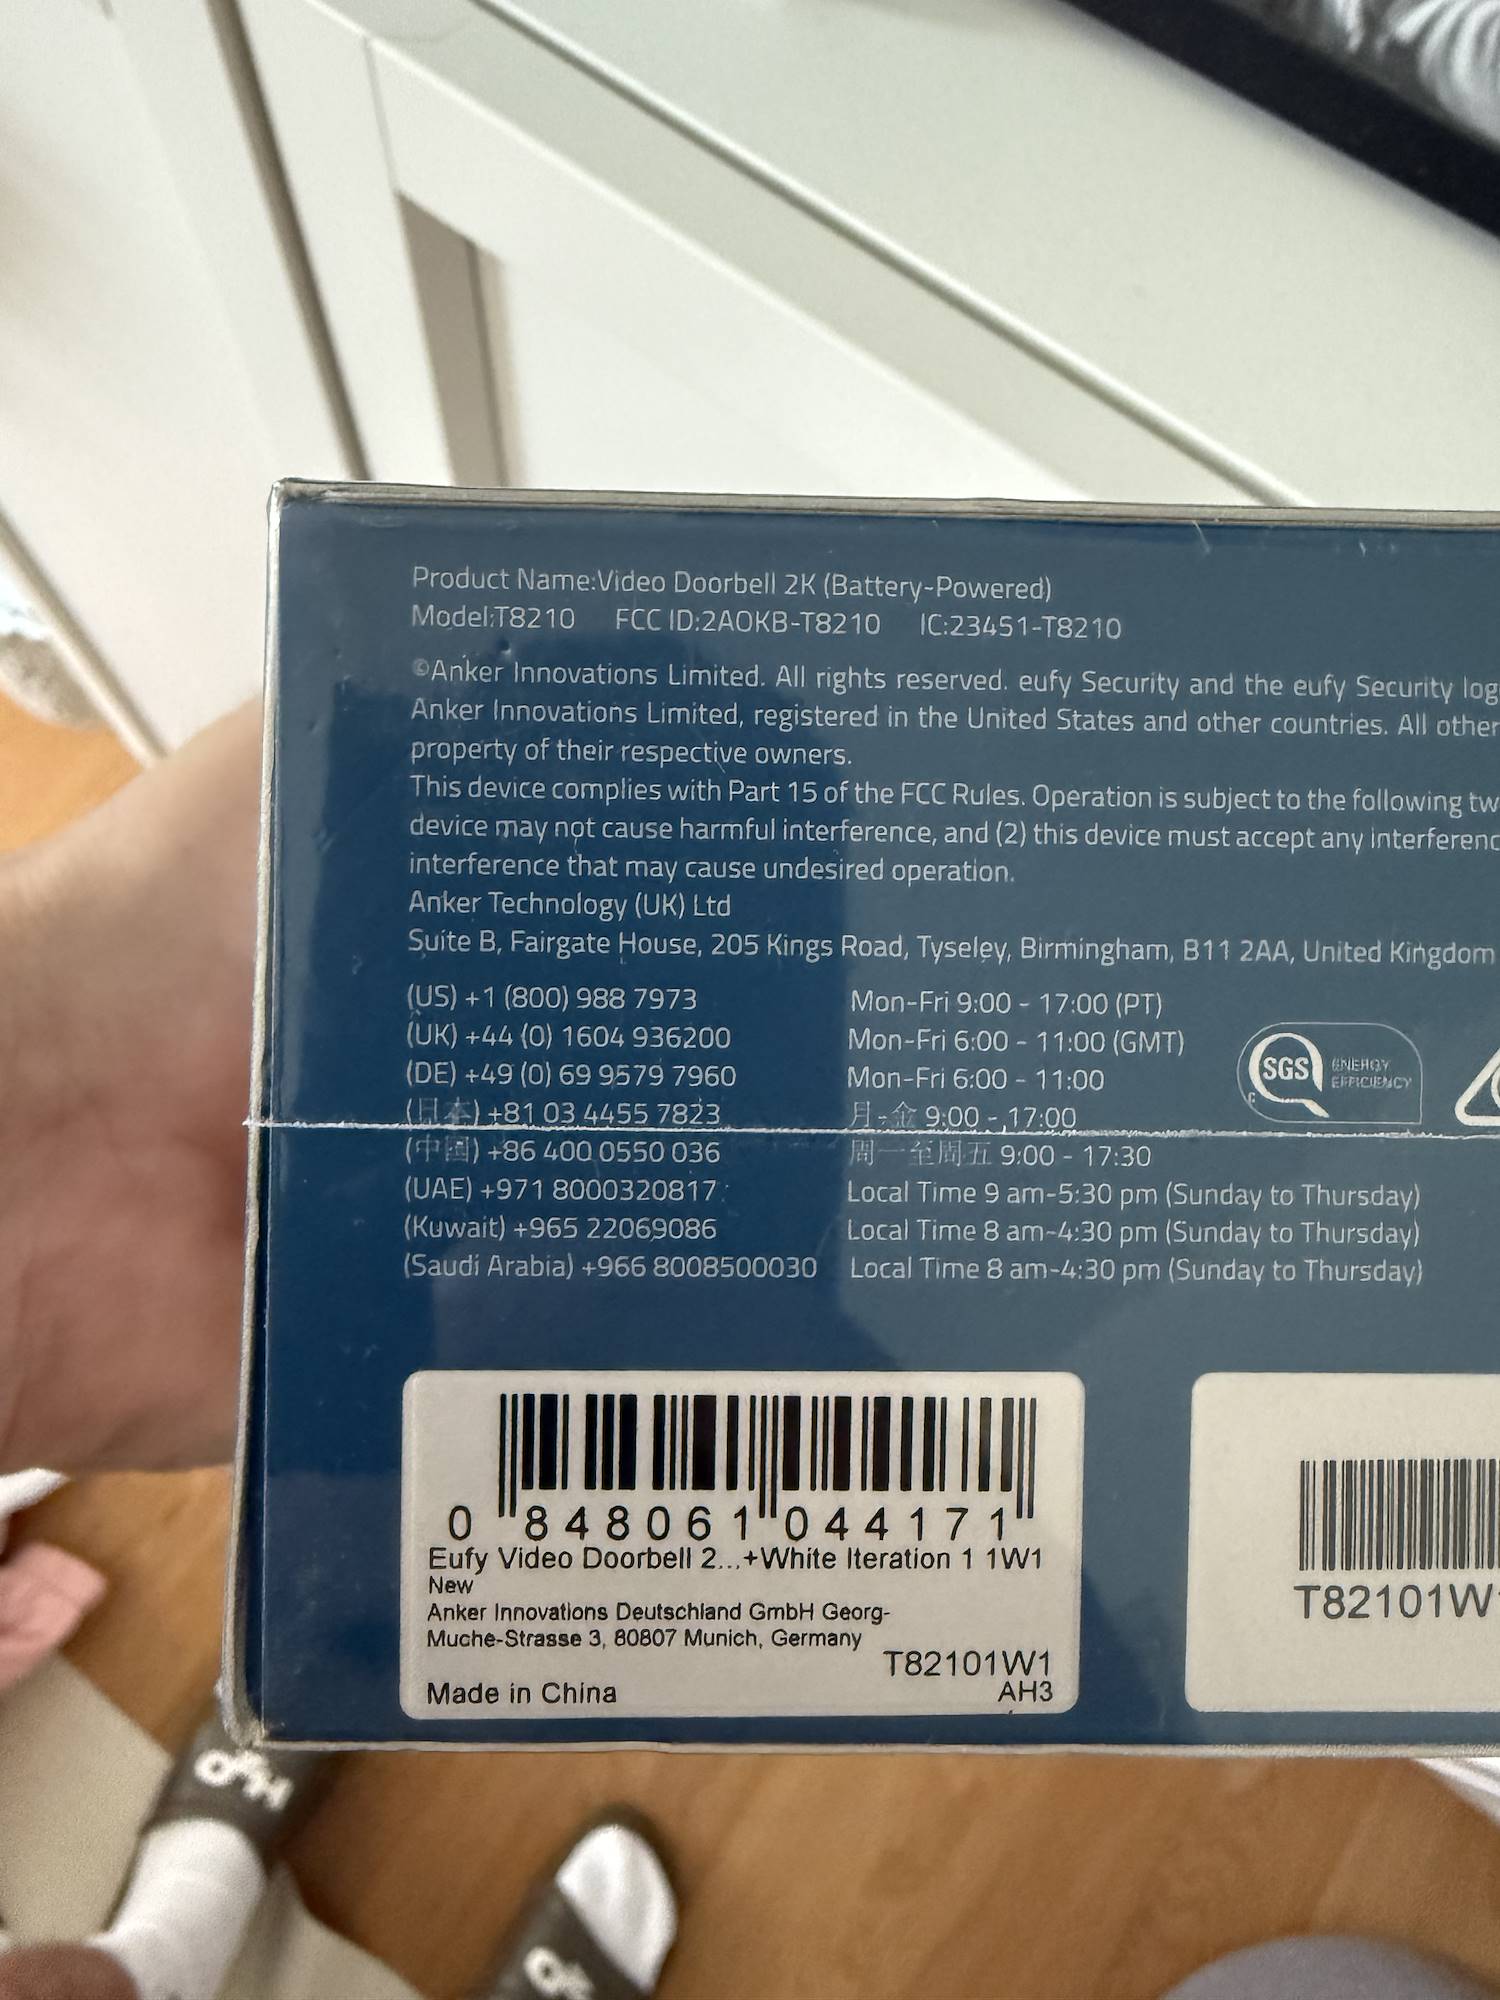 Product Name:Video Doorbell 2K (Battery-Powered)
Model:T8210 FCC ID:2AOKB-T8210 IC:23451-T8210
©Anker Innovations Limited. All rights reserved. eufy Security and the eufy Security log
Anker Innovations Limited, registered in the United States and other countries. All other
property of their respective owners.
This device complies with Part 15 of the FCC Rules. Operation is subject to the following tw
device may not cause harmful interference, and (2) this device must accept any interferenc
interference that may cause undesired operation.
Anker Technology (UK) Ltd
Suite B, Fairgate House, 205 Kings Road, Tyseley, Birmingham, B11 2AA, United Kingdom
(US) +1 (800) 988 7973 Mon-Fri 9:00 - 17:00 (PT)
(UK) +44 (0) 1604 936200 Mon-Fri 6:00 - 11:00 (GMT)
(DE) +49 (0) 69 9579 7960 Mon-Fri 6:00 - 11:00
(日本) +81 03 4455 7823 月-金 9:00 - 17:00
(中国) +86 400 0550 036 周一至周五 9:00 - 17:30
(UAE) +971 8000320817 Local Time 9 am-5:30 pm (Sunday to Thursday)
(Kuwait) +965 22069086 Local Time 8 am-4:30 pm (Sunday to Thursday)
(Saudi Arabia) +966 8008500030 Local Time 8 am-4:30 pm (Sunday to Thursday)
SGS ENERGY
EFFICIENCY
0 848061 044171
Eufy Video Doorbell 2...+White Iteration 1 1W1
New
Anker Innovations Deutschland GmbH Georg-
Muche-Strasse 3, 80807 Munich, Germany
T82101W1
Made in China AH3
T82101W1